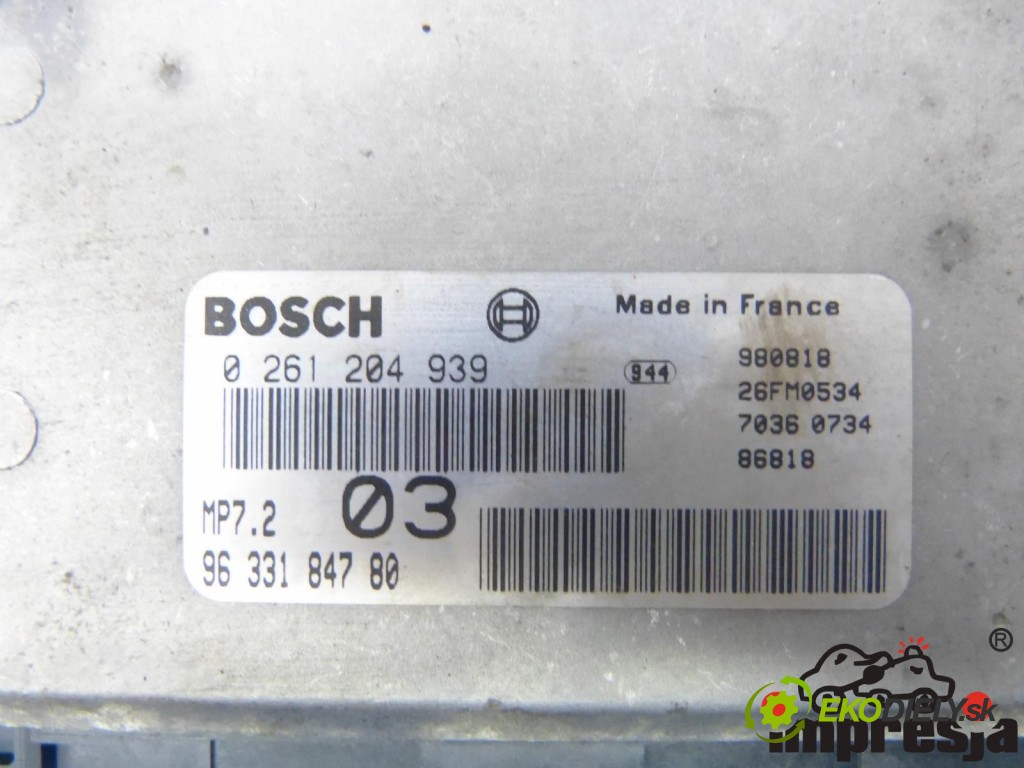 BOSCH
Made in France
0 261 204 939
944
980818
26FM0534
7036 0734
86818
MP7.2
03
96 331 847 80
®
EKODIELY.sk
impresja